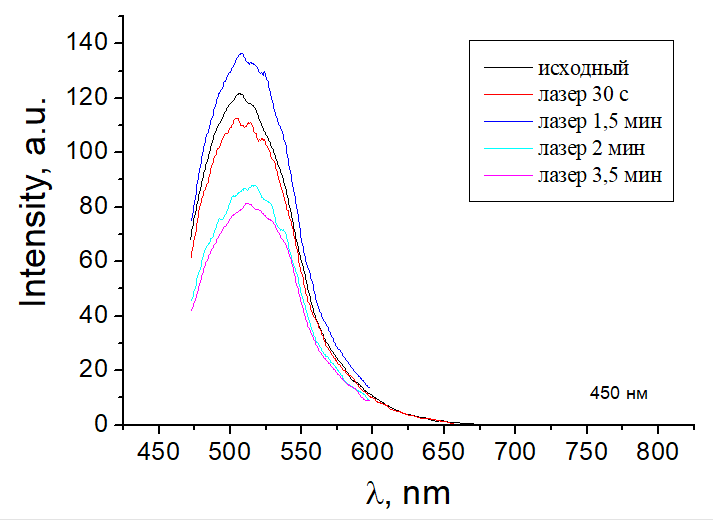 Intensity, a.u.
140
120
100
80
60
40
20
0
исходный
лазер 30 с
лазер 1,5 мин
лазер 2 мин
лазер 3,5 мин
450 нм
450 500 550 600 650 700 750 800
λ, nm